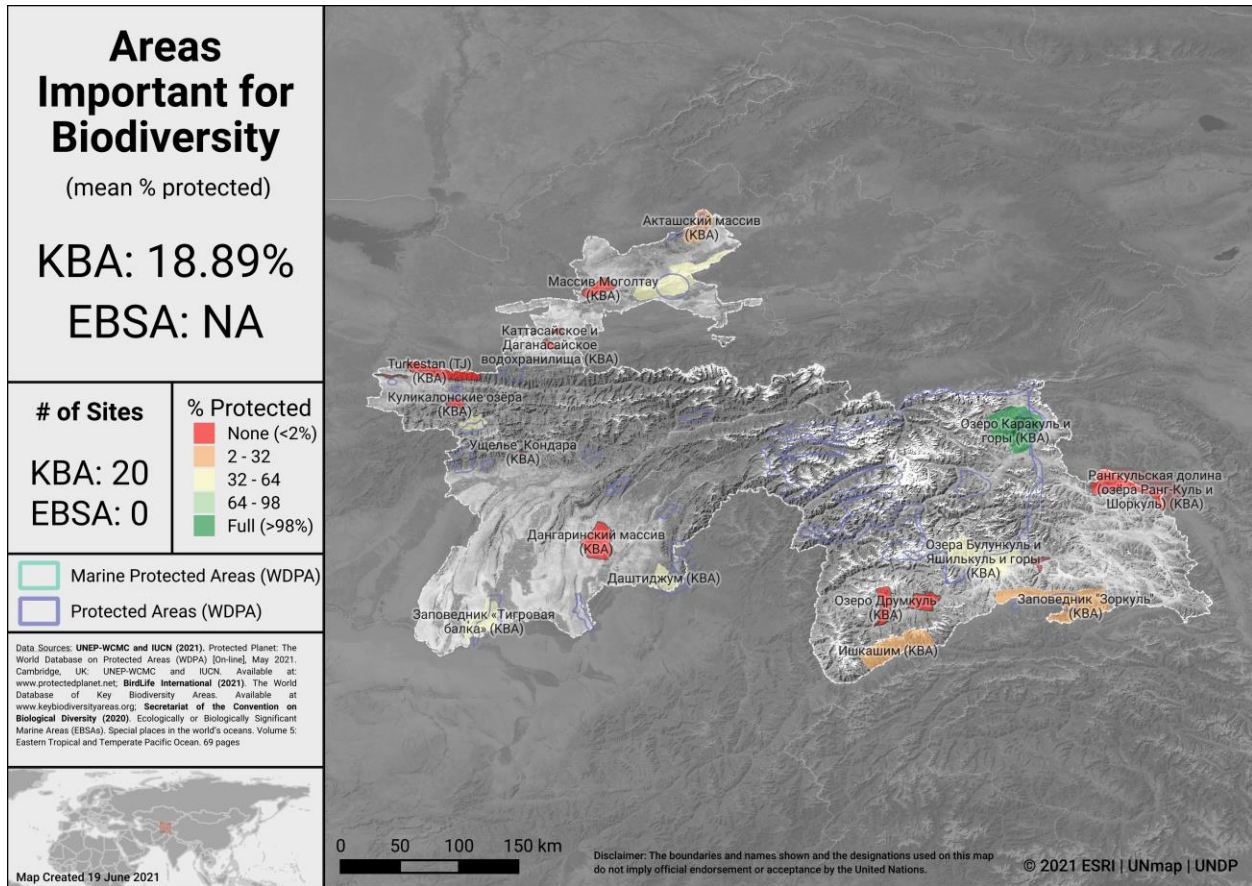 Areas
Important for
Biodiversity
(mean % protected)
KBA: 18.89%
EBSA: NA
# of Sites
KBA: 20
EBSA: 0
% Protected
None (<2%)
2 - 32
32 - 64
64 - 98
Full (>98%)
Marine Protected Areas (WDPA)
Protected Areas (WDPA)
Data Sources: UNEP-WCMC and IUCN (2021). Protected Planet: The
World Database on Protected Areas (WDPA) [On-line], May 2021.
Cambridge, UK: UNEP-WCMC and IUCN. Available at:
www.protectedplanet.net; BirdLife International (2021). The World
Database of Key Biodiversity Areas. Available at
www.keybiodiversityareas.org; Secretariat of the Convention on
Biological Diversity (2020). Ecologically or Biologically Significant
Marine Areas (EBSAs). Special places in the world's oceans. Volume 5:
Eastern Tropical and Temperate Pacific Ocean. 69 pages
Map Created 19 June 2021
Акташский массив
(KBA)
Массив Моголтау
(KBA)
Каттасайское и
Даганасайское
водохранилища (KBA)
Turkestan (TJ)
(KBA)
Куликалонские озёра
(KBA)
Ущелье Кондара
(KBA)
Озеро Каракуль и
горы (KBA)
Рангкульская долина
(озёра Ранг-Куль и
Шоркуль) (KBA)
Дангаринский массив
(KBA)
Даштиджум (KBA)
Озера Булункуль и
Яшилькуль и горы
(KBA)
Заповедник «Тигровая
балка» (KBA)
Озеро Друмкуль
(KBA)
Заповедник "Зоркуль"
(KBA)
Ишкашим (KBA)
0 50 100 150 km
Disclaimer: The boundaries and names shown and the designations used on this map
do not imply official endorsement or acceptance by the United Nations.
© 2021 ESRI | UNmap | UNDP